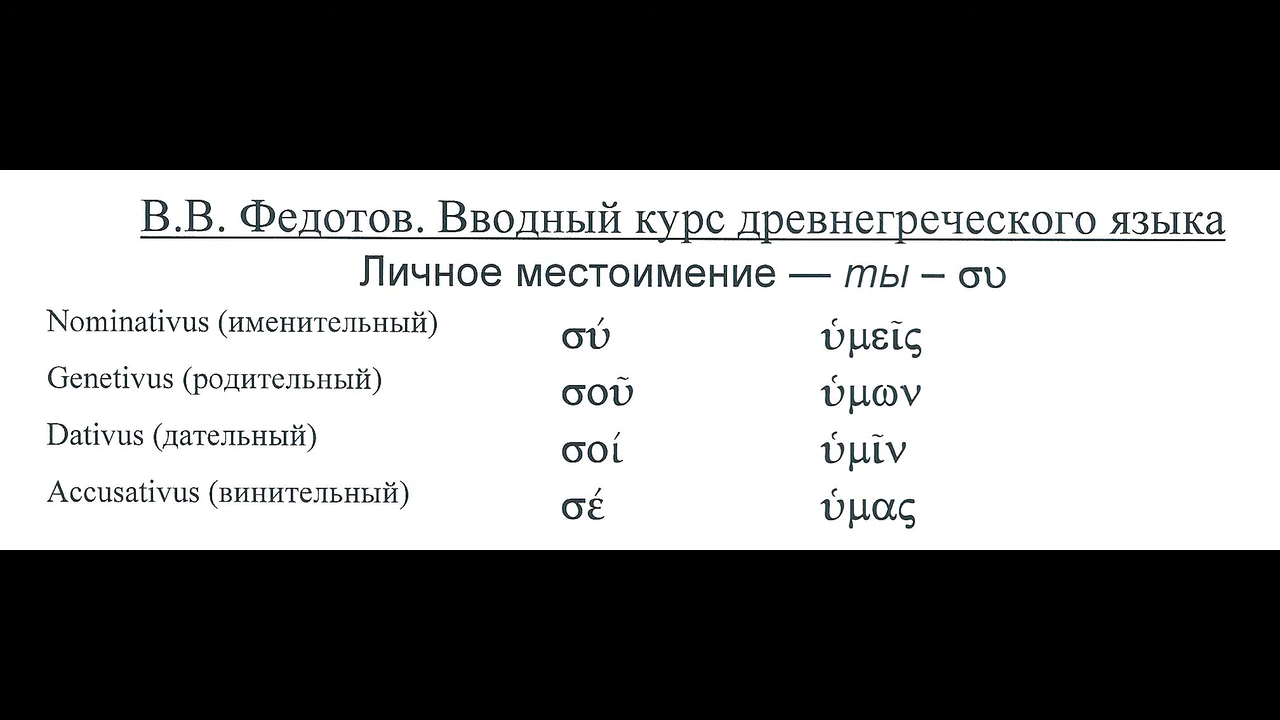 В.В. Федотов. Вводный курс древнегреческого языка
Личное местоимение — ты – συ
Nominativus (именительный) σύ ὑμεῖς
Genetivus (родительный) σοῦ ὑμων
Dativus (дательный) σοί ὑμῖν
Accusativus (винительный) σέ ὑμας